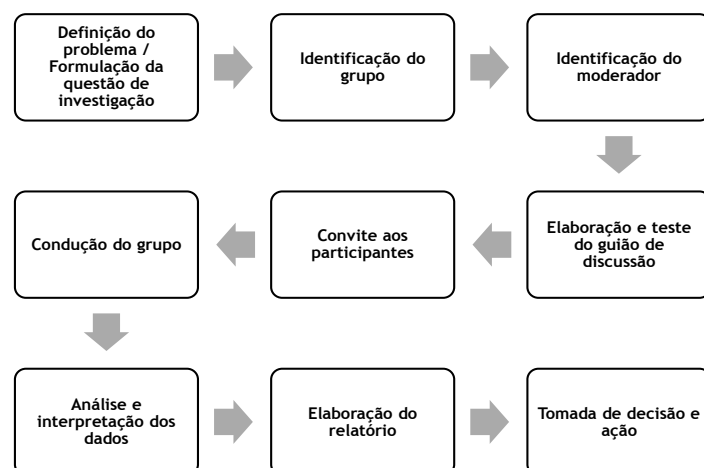 Definição do
problema /
Formulação da
questão de
investigação
Identificação do
grupo
Identificação do
moderador
Elaboração e teste
do guião de
discussão
Convite aos
participantes
Condução do grupo
Análise e
interpretação dos
dados
Elaboração do
relatório
Tomada de decisão e
ação